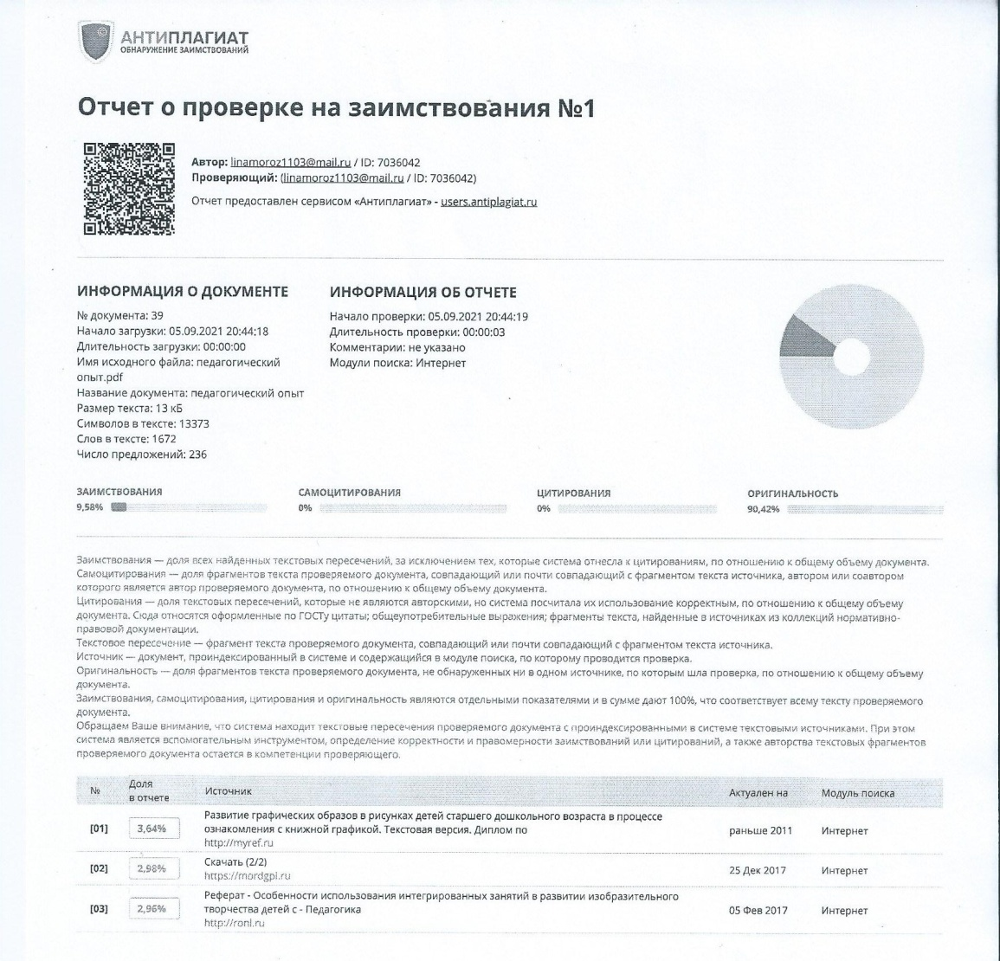 АНТИПЛАГИАТ
ОБНАРУЖЕНИЕ ЗАИМСТВОВАНИЙ
Отчет о проверке на заимствования №1
Автор: linamoroz1103@mail.ru / ID: 7036042
Проверяющий: (linamoroz1103@mail.ru / ID: 7036042)
Отчет предоставлен сервисом «Антиплагиат» - users.antiplagiat.ru
ИНФОРМАЦИЯ О ДОКУМЕНТЕ
№ документа: 39
Начало загрузки: 05.09.2021 20:44:18
Длительность загрузки: 00:00:00
Имя исходного файла: педагогический
опыт.pdf
Название документа: педагогический опыт
Размер текста: 13 кБ
Символов в тексте: 13373
Слов в тексте: 1672
Число предложений: 236
ИНФОРМАЦИЯ ОБ ОТЧЕТЕ
Начало проверки: 05.09.2021 20:44:19
Длительность проверки: 00:00:03
Комментарии: не указано
Модули поиска: Интернет
ЗАИМСТВОВАНИЯ
9,58%
САМОЦИТИРОВАНИЯ
0%
ЦИТИРОВАНИЯ
0%
ОРИГИНАЛЬНОСТЬ
90,42%
Заимствования — доля всех найденных текстовых пересечений, за исключением тех, которые система отнесла к цитированиям, по отношению к общему объему документа.
Самоцитирования — доля фрагментов текста проверяемого документа, совпадающий или почти совпадающий с фрагментом текста источника, автором или соавтором
которого является автор проверяемого документа, по отношению к общему объему документа.
Цитирования — доля текстовых пересечений, которые не являются авторскими, но система посчитала их использование корректным, по отношению к общему объему
документа. Сюда относятся оформленные по ГОСТу цитаты; общеупотребительные выражения; фрагменты текста, найденные в источниках из коллекций нормативно-
правовой документации.
Текстовое пересечение — фрагмент текста проверяемого документа, совпадающий или почти совпадающий с фрагментом текста источника.
Источник — документ, проиндексированный в системе и содержащийся в модуле поиска, по которому проводится проверка.
Оригинальность — доля фрагментов текста проверяемого документа, не обнаруженных ни в одном источнике, по которым шла проверка, по отношению к общему объему
документа.
Заимствования, самоцитирования, цитирования и оригинальность являются отдельными показателями и в сумме дают 100%, что соответствует всему тексту проверяемого
документа.
Обращаем Ваше внимание, что система находит текстовые пересечения проверяемого документа с проиндексированными в системе текстовыми источниками. При этом
система является вспомогательным инструментом, определение корректности и правомерности заимствований или цитирований, а также авторства текстовых фрагментов
проверяемого документа остается в компетенции проверяющего.
№ Доля в отчете Источник Актуален на Модуль поиска
[01] 3,64% Развитие графических образов в рисунках детей старшего дошкольного возраста в процессе
ознакомления с книжной графикой. Текстовая версия. Диплом по раньше 2011 Интернет
http://myref.ru
[02] 2,98% Скачать (2/2) 25 Дек 2017 Интернет
https://mordgpi.ru
[03] 2,96% Реферат - Особенности использования интегрированных занятий в развитии изобразительного
творчества детей с - Педагогика 05 Фев 2017 Интернет
http://ronl.ru